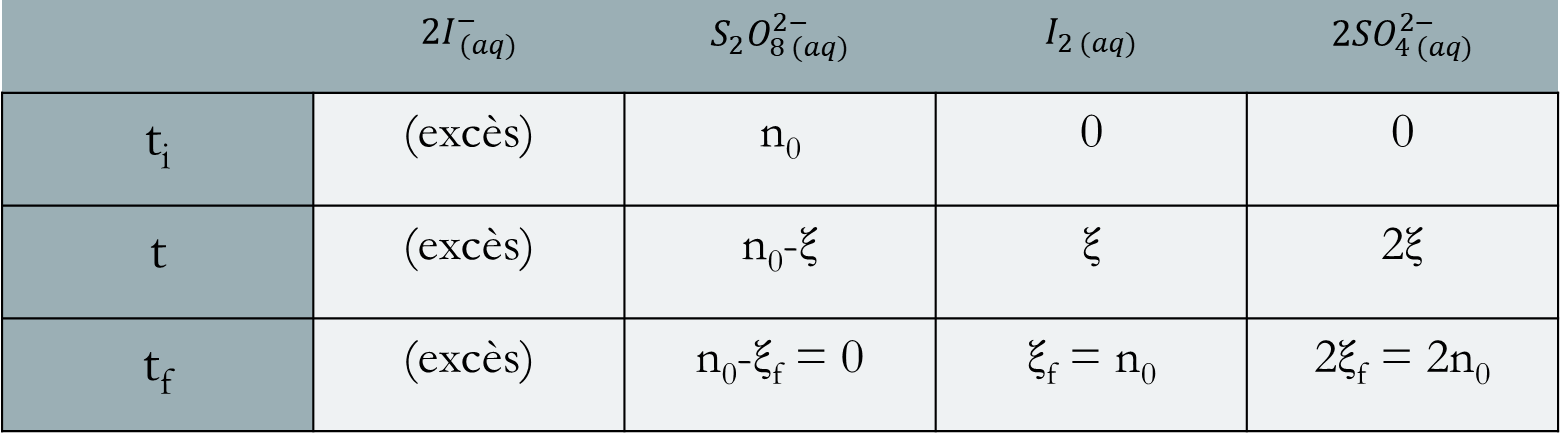 2I⁻(aq) S₂O₈²⁻(aq) I₂ (aq) 2SO₄²⁻(aq)
tᵢ (excès) n₀ 0 0
t (excès) n₀-ξ ξ 2ξ
t_f (excès) n₀-ξ_f = 0 ξ_f = n₀ 2ξ_f = 2n₀